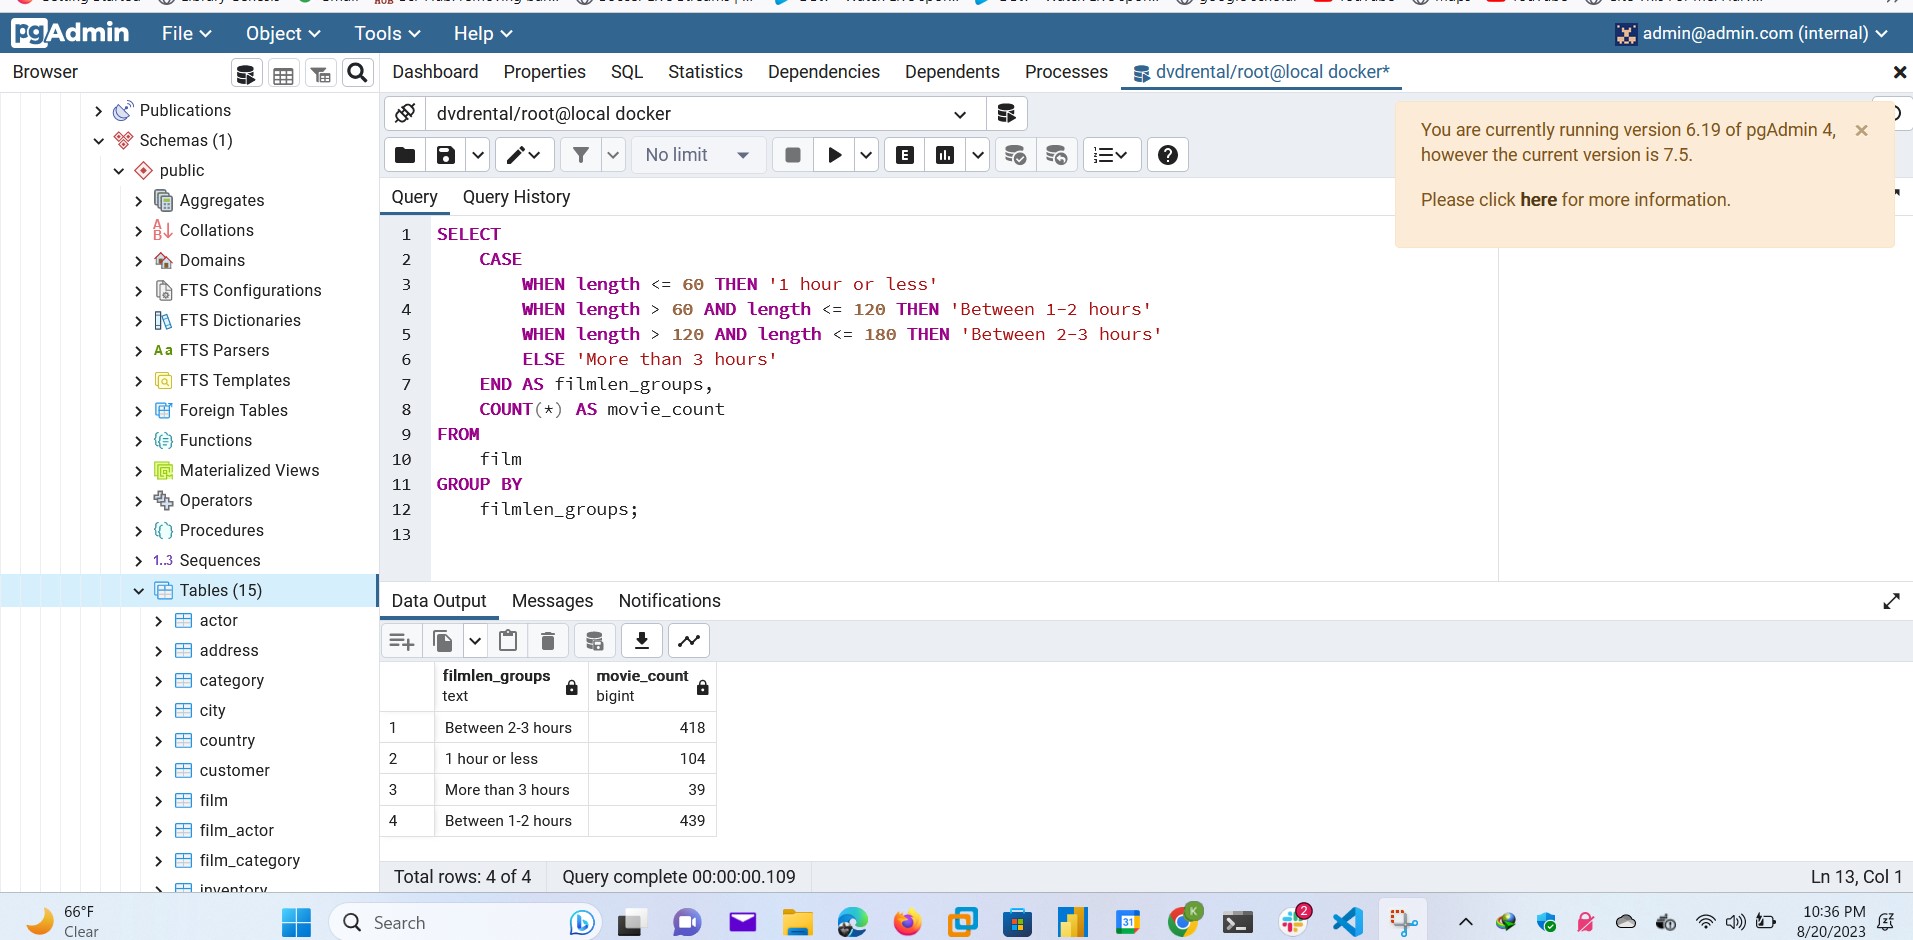 pgAdmin File Object Tools Help admin@admin.com (internal)
Browser Dashboard Properties SQL Statistics Dependencies Dependents Processes dvdrental/root@local docker*
Publications
Schemas (1)
public
Aggregates
Collations
Domains
FTS Configurations
FTS Dictionaries
Aa FTS Parsers
FTS Templates
Foreign Tables
Functions
Materialized Views
Operators
Procedures
1..3 Sequences
Tables (15)
actor
address
category
city
country
customer
film
film_actor
film_category
inventory
dvdrental/root@local docker
No limit
You are currently running version 6.19 of pgAdmin 4,
however the current version is 7.5.
Please click here for more information.
Query Query History
1 SELECT
2 CASE
3 WHEN length <= 60 THEN '1 hour or less'
4 WHEN length > 60 AND length <= 120 THEN 'Between 1-2 hours'
5 WHEN length > 120 AND length <= 180 THEN 'Between 2-3 hours'
6 ELSE 'More than 3 hours'
7 END AS filmlen_groups,
8 COUNT(*) AS movie_count
9 FROM
10 film
11 GROUP BY
12 filmlen_groups;
13
Data Output Messages Notifications
filmlen_groups movie_count
text bigint
1 Between 2-3 hours 418
2 1 hour or less 104
3 More than 3 hours 39
4 Between 1-2 hours 439
Total rows: 4 of 4 Query complete 00:00:00.109 Ln 13, Col 1
66°F
Clear
Search
10:36 PM
8/20/2023